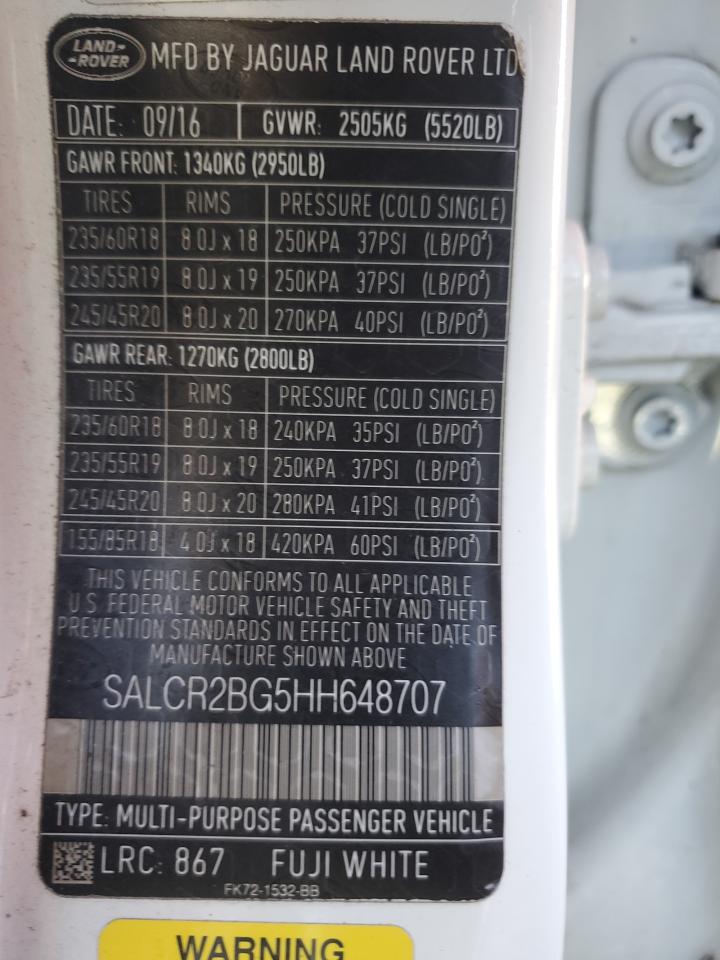 LAND-
-ROVER
MFD BY JAGUAR LAND ROVER LTD
DATE: 09/16 GVWR: 2505KG (5520LB)
GAWR FRONT: 1340KG (2950LB)
TIRES RIMS PRESSURE (COLD SINGLE)
235/60R18 8.0J x 18 250KPA 37PSI (LB/PO²)
235/55R19 8.0J x 19 250KPA 37PSI (LB/PO²)
245/45R20 8.0J x 20 270KPA 40PSI (LB/PO²)
GAWR REAR: 1270KG (2800LB)
TIRES RIMS PRESSURE (COLD SINGLE)
235/60R18 8.0J x 18 240KPA 35PSI (LB/PO²)
235/55R19 8.0J x 19 250KPA 37PSI (LB/PO²)
245/45R20 8.0J x 20 280KPA 41PSI (LB/PO²)
155/85R18 4.0J x 18 420KPA 60PSI (LB/PO²)
THIS VEHICLE CONFORMS TO ALL APPLICABLE
U.S. FEDERAL MOTOR VEHICLE SAFETY AND THEFT
PREVENTION STANDARDS IN EFFECT ON THE DATE OF
MANUFACTURE SHOWN ABOVE
SALCR2BG5HH648707
TYPE: MULTI-PURPOSE PASSENGER VEHICLE
LRC: 867 FUJI WHITE
FK72-1532-BB
WARNING